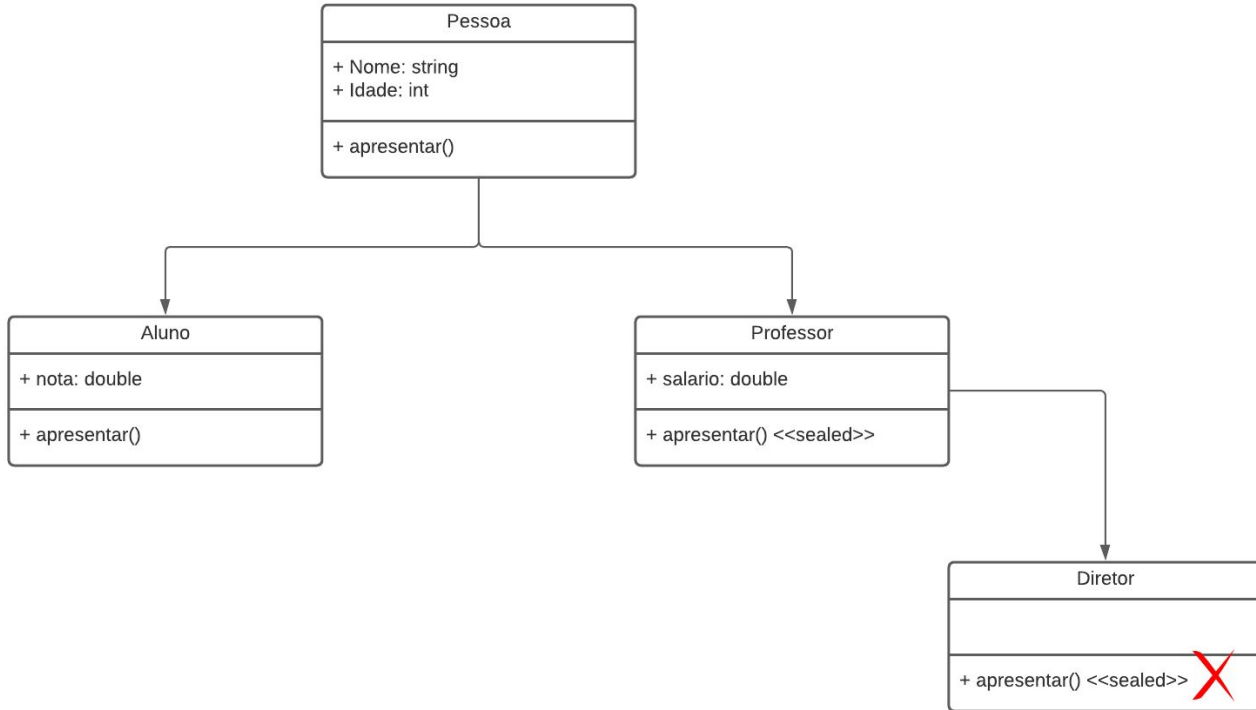 Pessoa
+ Nome: string
+ Idade: int
+ apresentar()
Aluno
+ nota: double
+ apresentar()
Professor
+ salario: double
+ apresentar() <<sealed>>
Diretor
+ apresentar() <<sealed>>